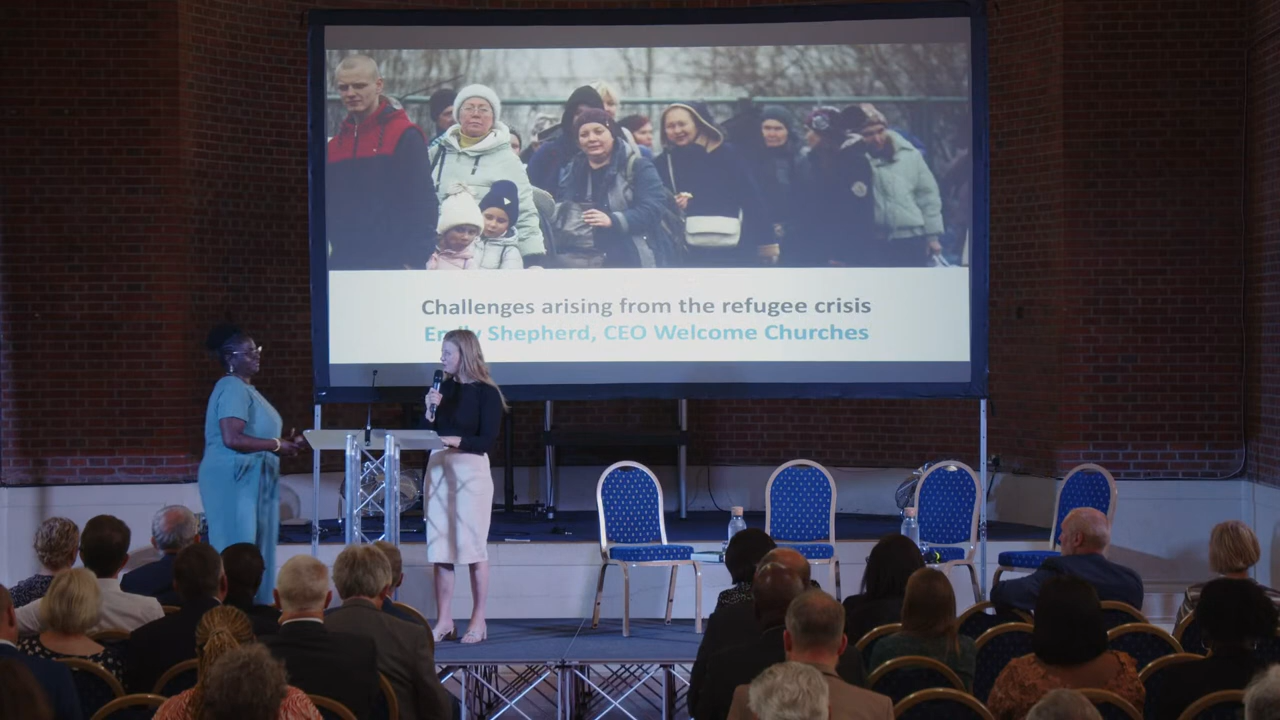 Challenges arising from the refugee crisis
Emily Shepherd, CEO Welcome Churches